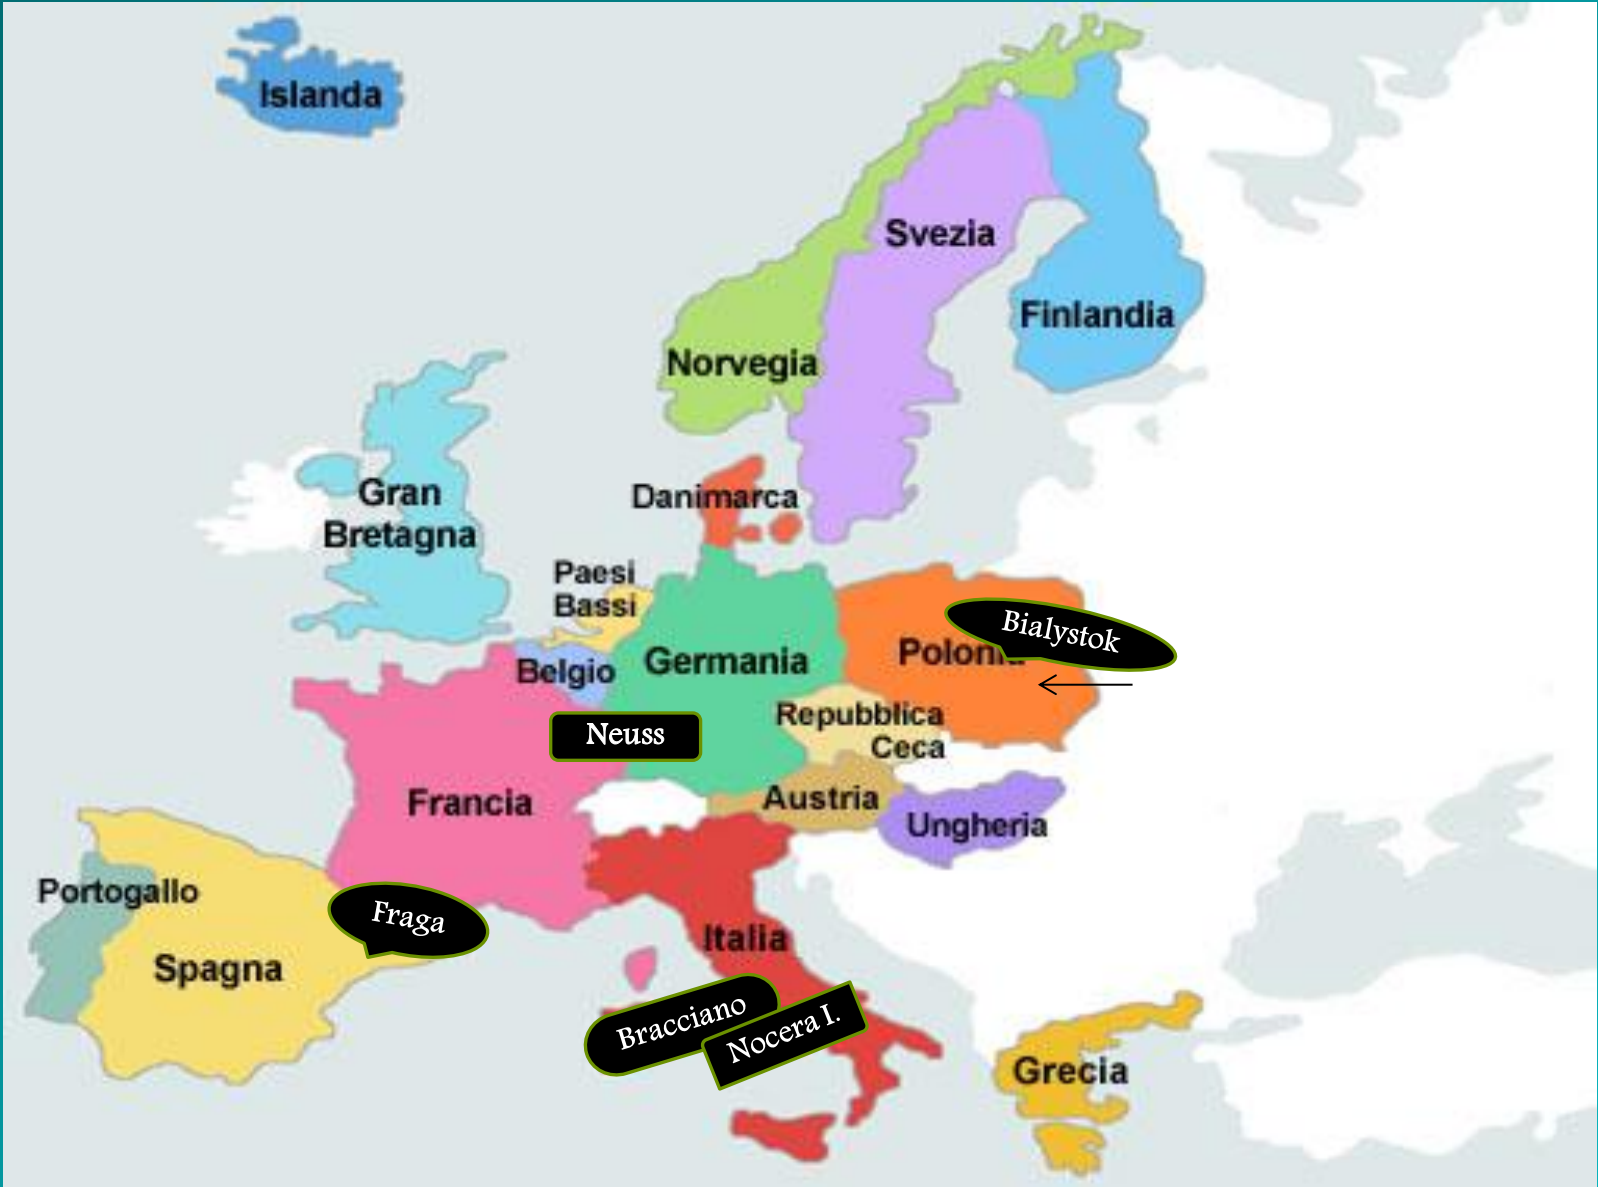 Islanda
Svezia
Finlandia
Norvegia
Gran
Bretagna
Danimarca
Paesi
Bassi
Bialystok
Polonia
Belgio
Germania
Repubblica
Ceca
Neuss
Francia
Austria
Ungheria
Portogallo
Fraga
Spagna
Italia
Bracciano
Nocera I.
Grecia